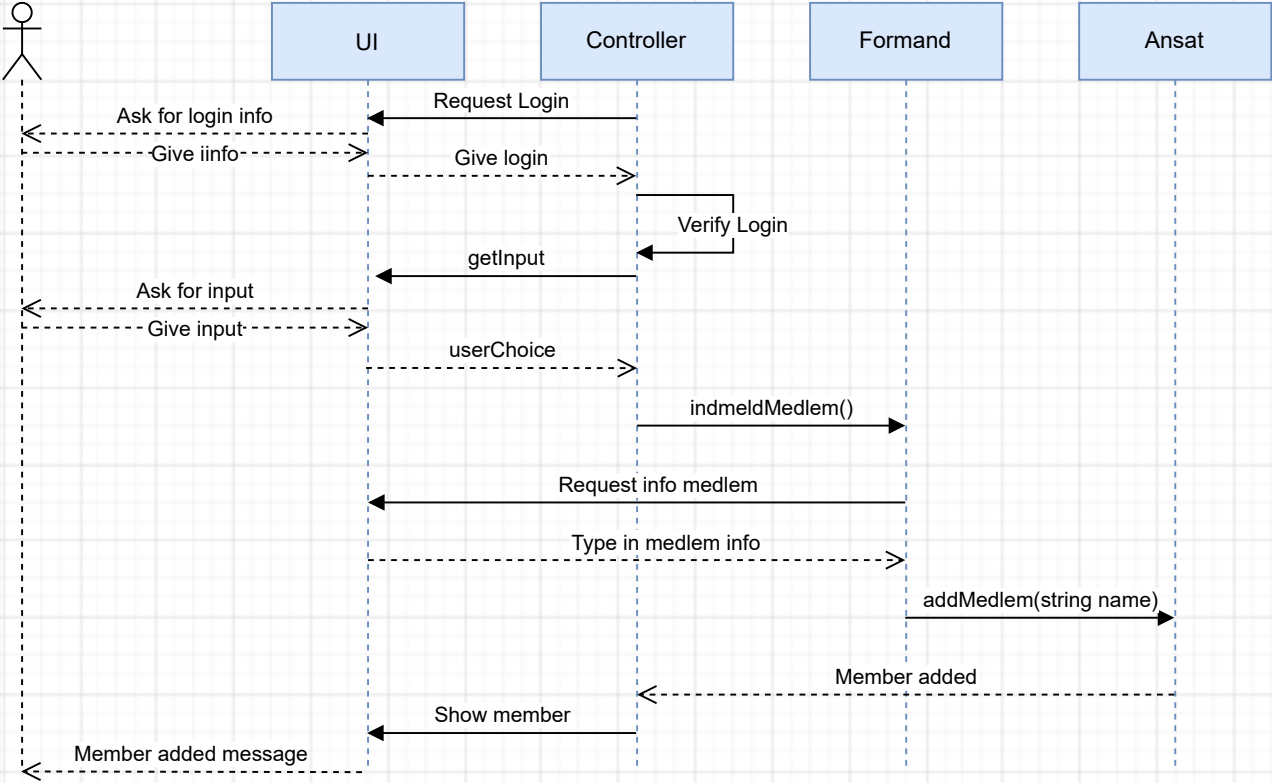 UI
Controller
Formand
Ansat
Request Login
Ask for login info
Give iinfo
Give login
Verify Login
getInput
Ask for input
Give input
userChoice
indmeldMedlem()
Request info medlem
Type in medlem info
addMedlem(string name)
Member added
Show member
Member added message